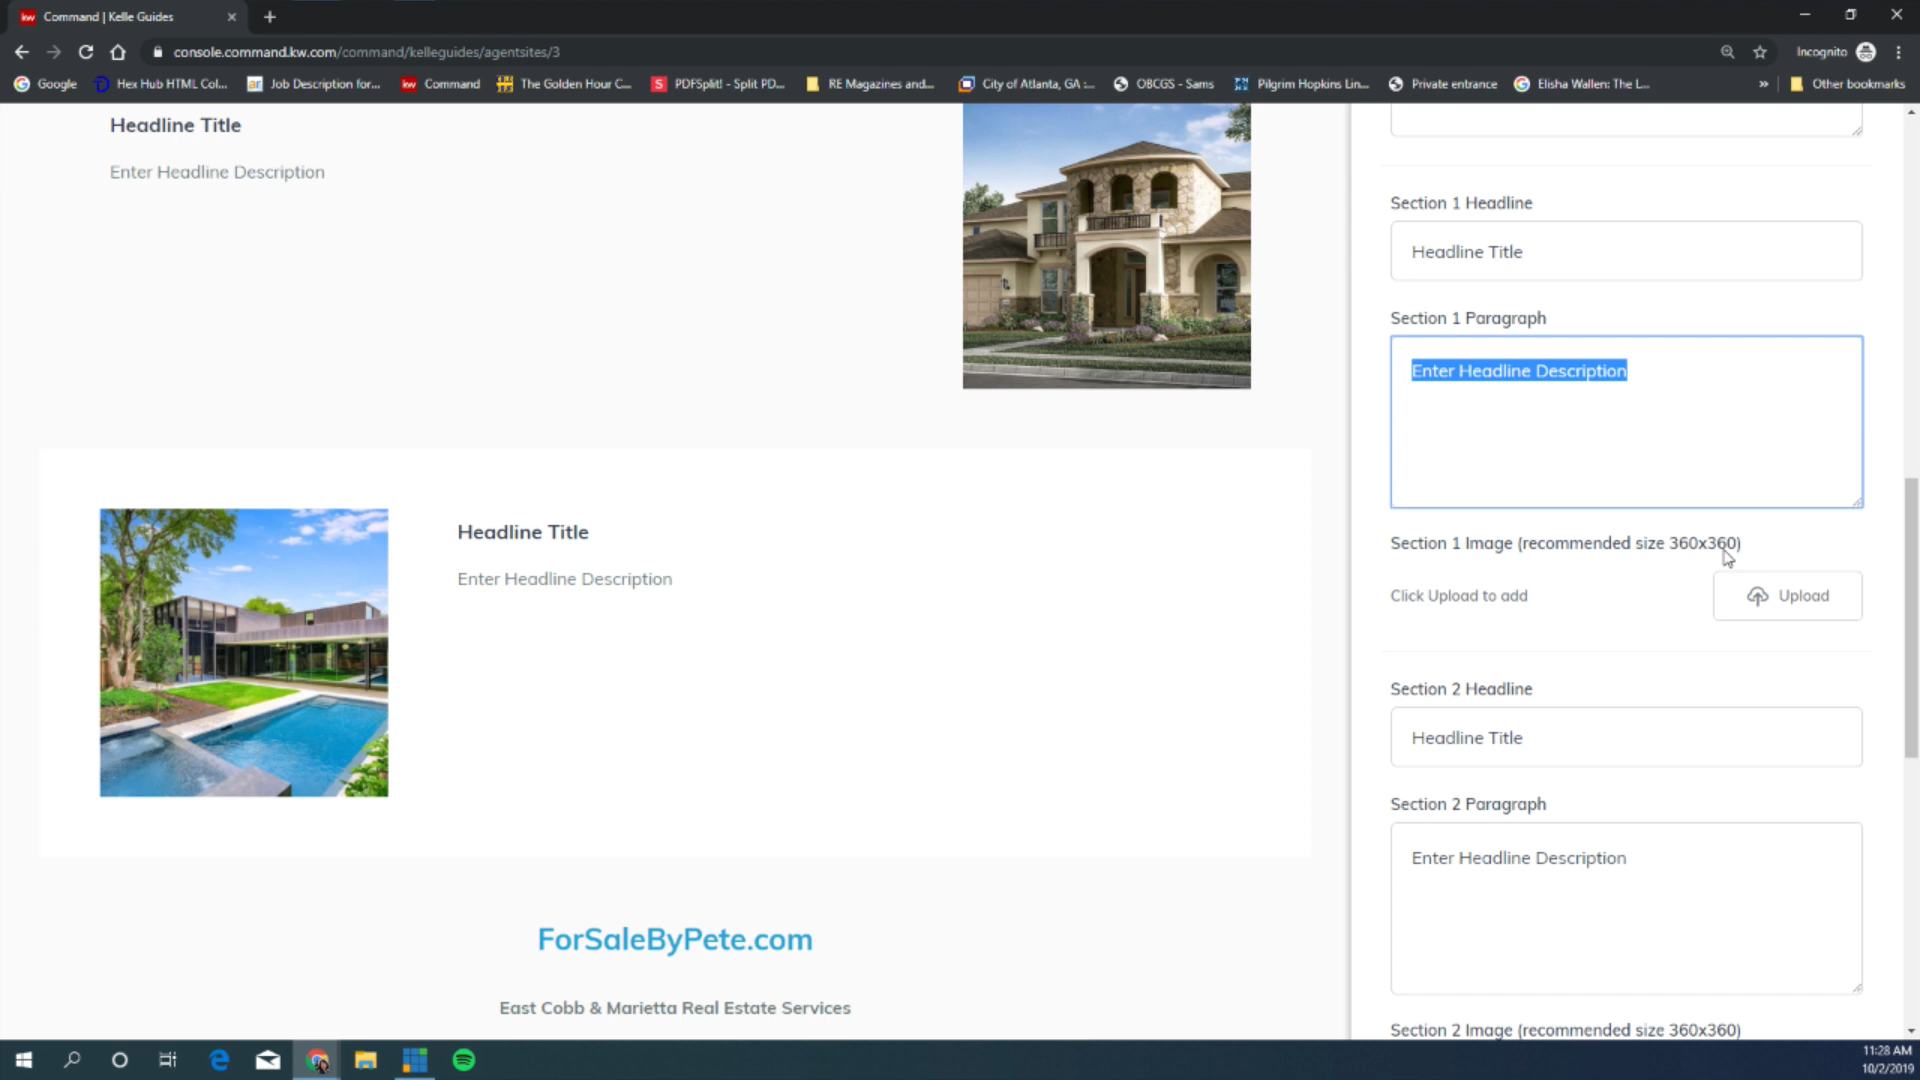 kw Command | Kelle Guides
console.command.kw.com/command/kelleguides/agentsites/3
Incognito
Google
Hex Hub HTML Col...
ar Job Description for...
kw Command
The Golden Hour C...
S PDFSplit! - Split PD...
RE Magazines and...
City of Atlanta, GA :...
OBCGS - Sams
Pilgrim Hopkins Lin...
Private entrance
Elisha Wallen: The L...
»
Other bookmarks
Headline Title
Enter Headline Description
Headline Title
Enter Headline Description
ForSaleByPete.com
East Cobb & Marietta Real Estate Services
Section 1 Headline
Headline Title
Section 1 Paragraph
Enter Headline Description
Section 1 Image (recommended size 360x360)
Click Upload to add
Upload
Section 2 Headline
Headline Title
Section 2 Paragraph
Enter Headline Description
Section 2 Image (recommended size 360x360)
11:28 AM
10/2/2019